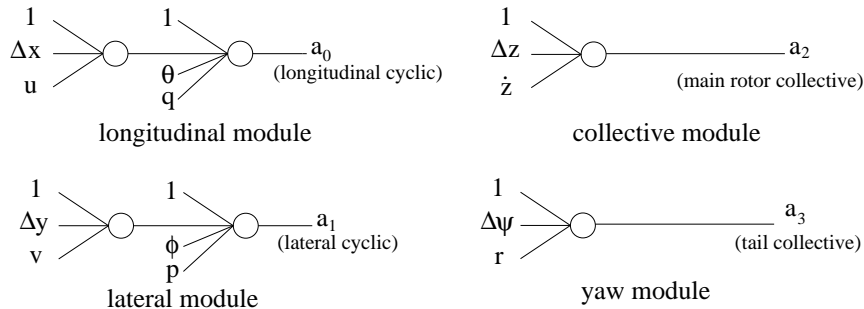 1
Δx
u
1
θ
q
a₀
(longitudinal cyclic)
longitudinal module
1
Δz
ż
a₂
(main rotor collective)
collective module
1
Δy
v
1
ϕ
p
a₁
(lateral cyclic)
lateral module
1
Δψ
r
a₃
(tail collective)
yaw module